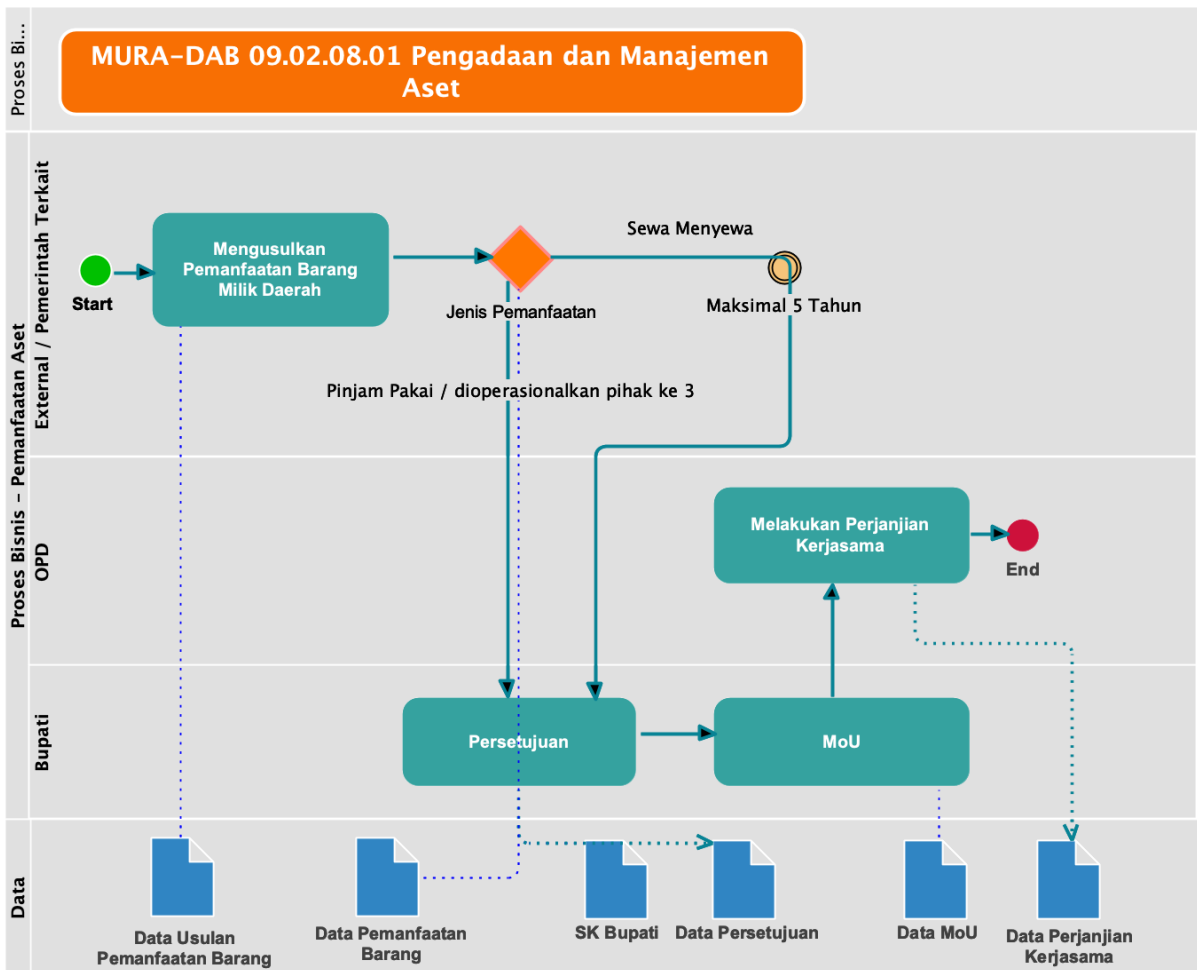 Proses Bi...
MURA-DAB 09.02.08.01 Pengadaan dan Manajemen
Aset
Proses Bisnis - Pemanfaatan Aset
External / Pemerintah Terkait
Start
Mengusulkan
Pemanfaatan Barang
Milik Daerah
Jenis Pemanfaatan
Sewa Menyewa
Maksimal 5 Tahun
Pinjam Pakai / dioperasionalkan pihak ke 3
OPD
Melakukan Perjanjian
Kerjasama
End
Bupati
Persetujuan
MoU
Data
Data Usulan
Pemanfaatan Barang
Data Pemanfaatan
Barang
SK Bupati
Data Persetujuan
Data MoU
Data Perjanjian
Kerjasama